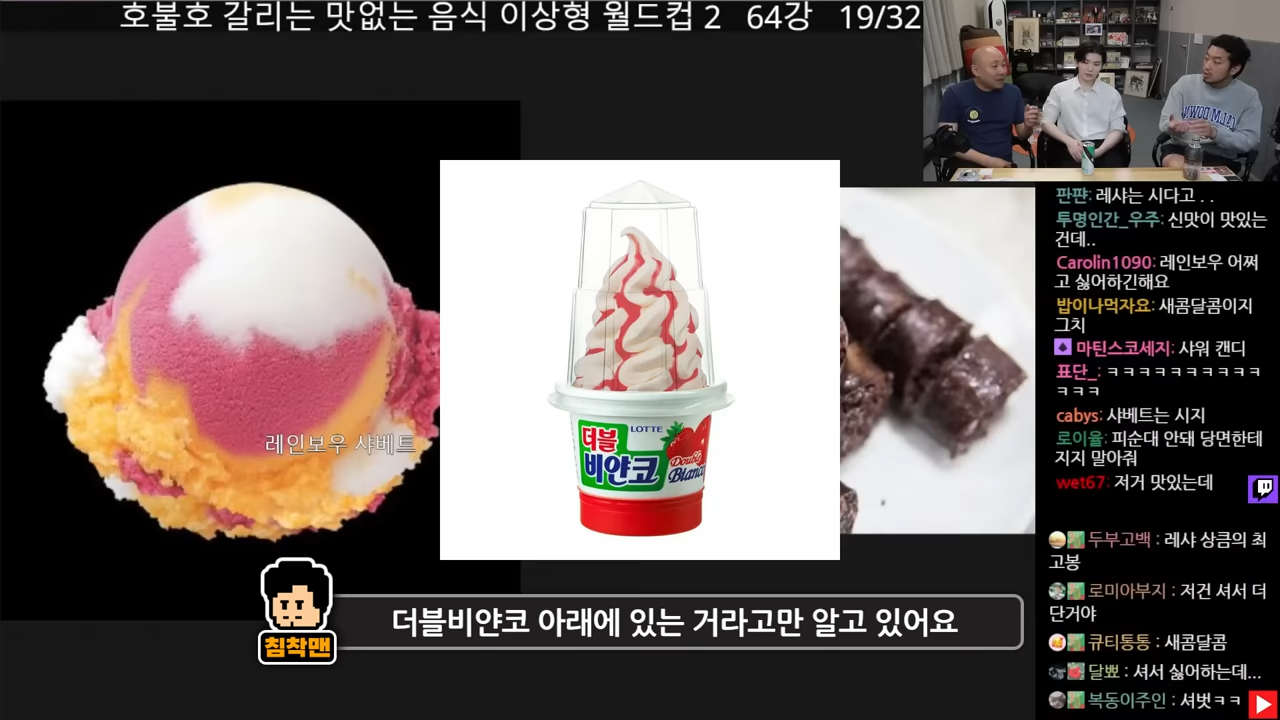 호불호 갈리는 맛없는 음식 이상형 월드컵 2 64강 19/32
레인보우 샤베트
LOTTE
더블
비얀코
Double
침착맨
더블비얀코 아래에 있는 거라고만 알고 있어요
판판: 레샤는 시다고 . .
투명인간_우주: 신맛이 맛있는
건데..
Carolin1090: 레인보우 어쩌
고 싫어하긴해요
밥이나먹자요: 새콤달콤이지
그치
마틴스코세지: 샤워 캔디
표단_: ㅋㅋㅋㅋㅋㅋㅋㅋㅋㅋ
ㅋㅋㅋ
cabys: 샤베트는 시지
로이율: 피순대 안돼 당면한테
지지 말아줘
wet67: 저거 맛있는데
두부고백 : 레샤 상큼의 최
고봉
로미아부지 : 저건 셔서 더
단거야
큐티통통 : 새콤달콤
달뾰 : 셔서 싫어하는데...
복동이주인 : 셔벗ㅋㅋ